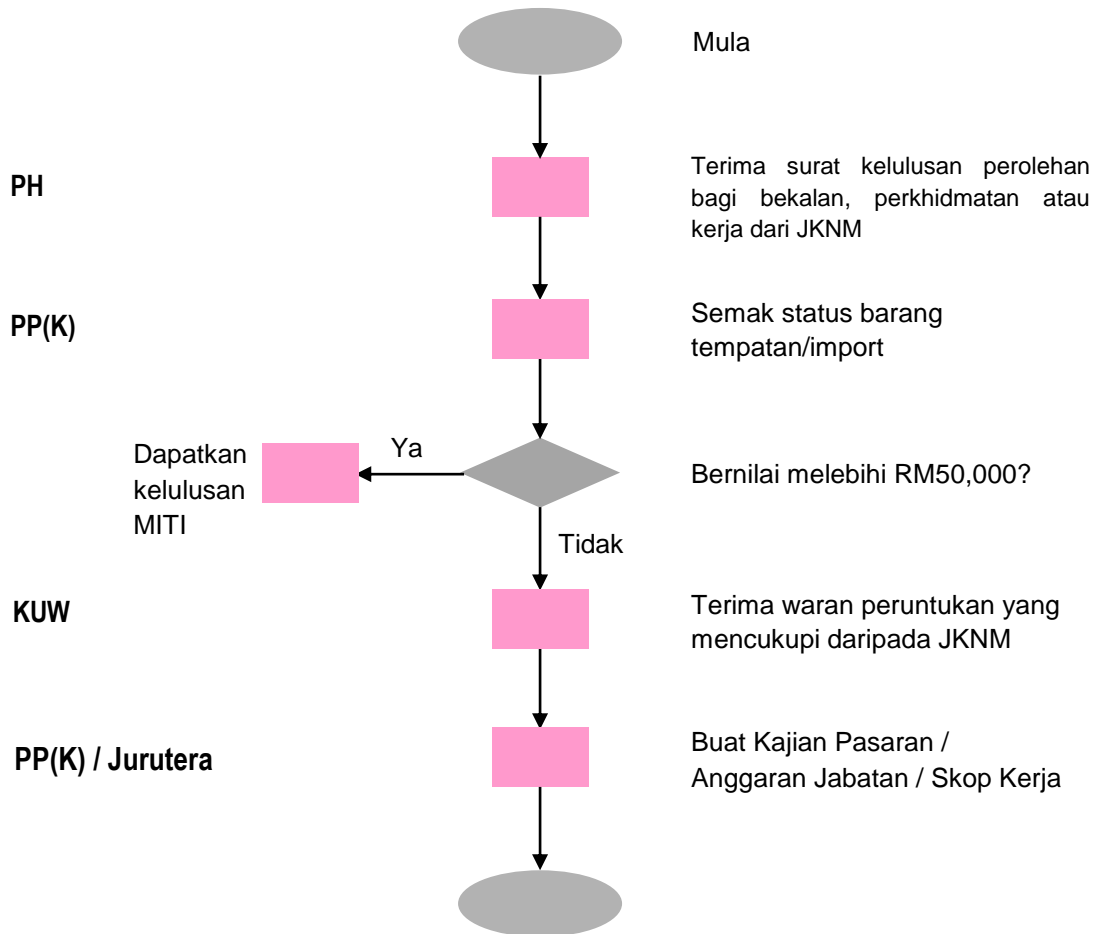 Mula
PH
Terima surat kelulusan perolehan
bagi bekalan, perkhidmatan atau
kerja dari JKNM
PP(K)
Semak status barang
tempatan/import
Dapatkan
kelulusan
MITI
Ya
Bernilai melebihi RM50,000?
Tidak
KUW
Terima waran peruntukan yang
mencukupi daripada JKNM
PP(K) / Jurutera
Buat Kajian Pasaran /
Anggaran Jabatan / Skop Kerja